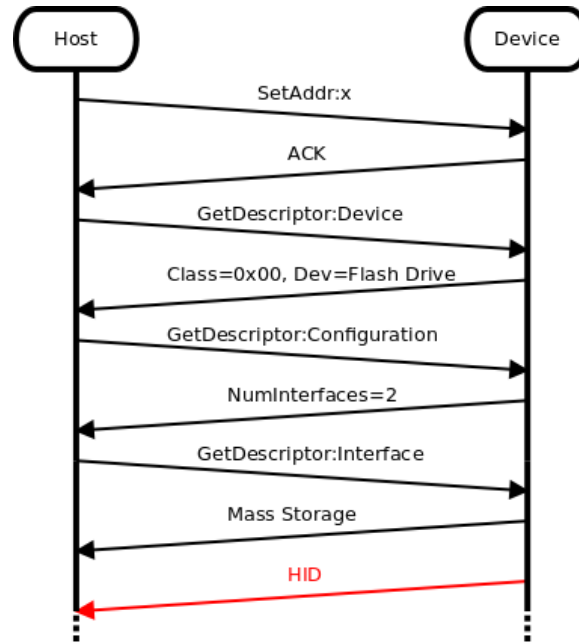 Host
Device
SetAddr:x
ACK
GetDescriptor:Device
Class=0x00, Dev=Flash Drive
GetDescriptor:Configuration
NumInterfaces=2
GetDescriptor:Interface
Mass Storage
HID